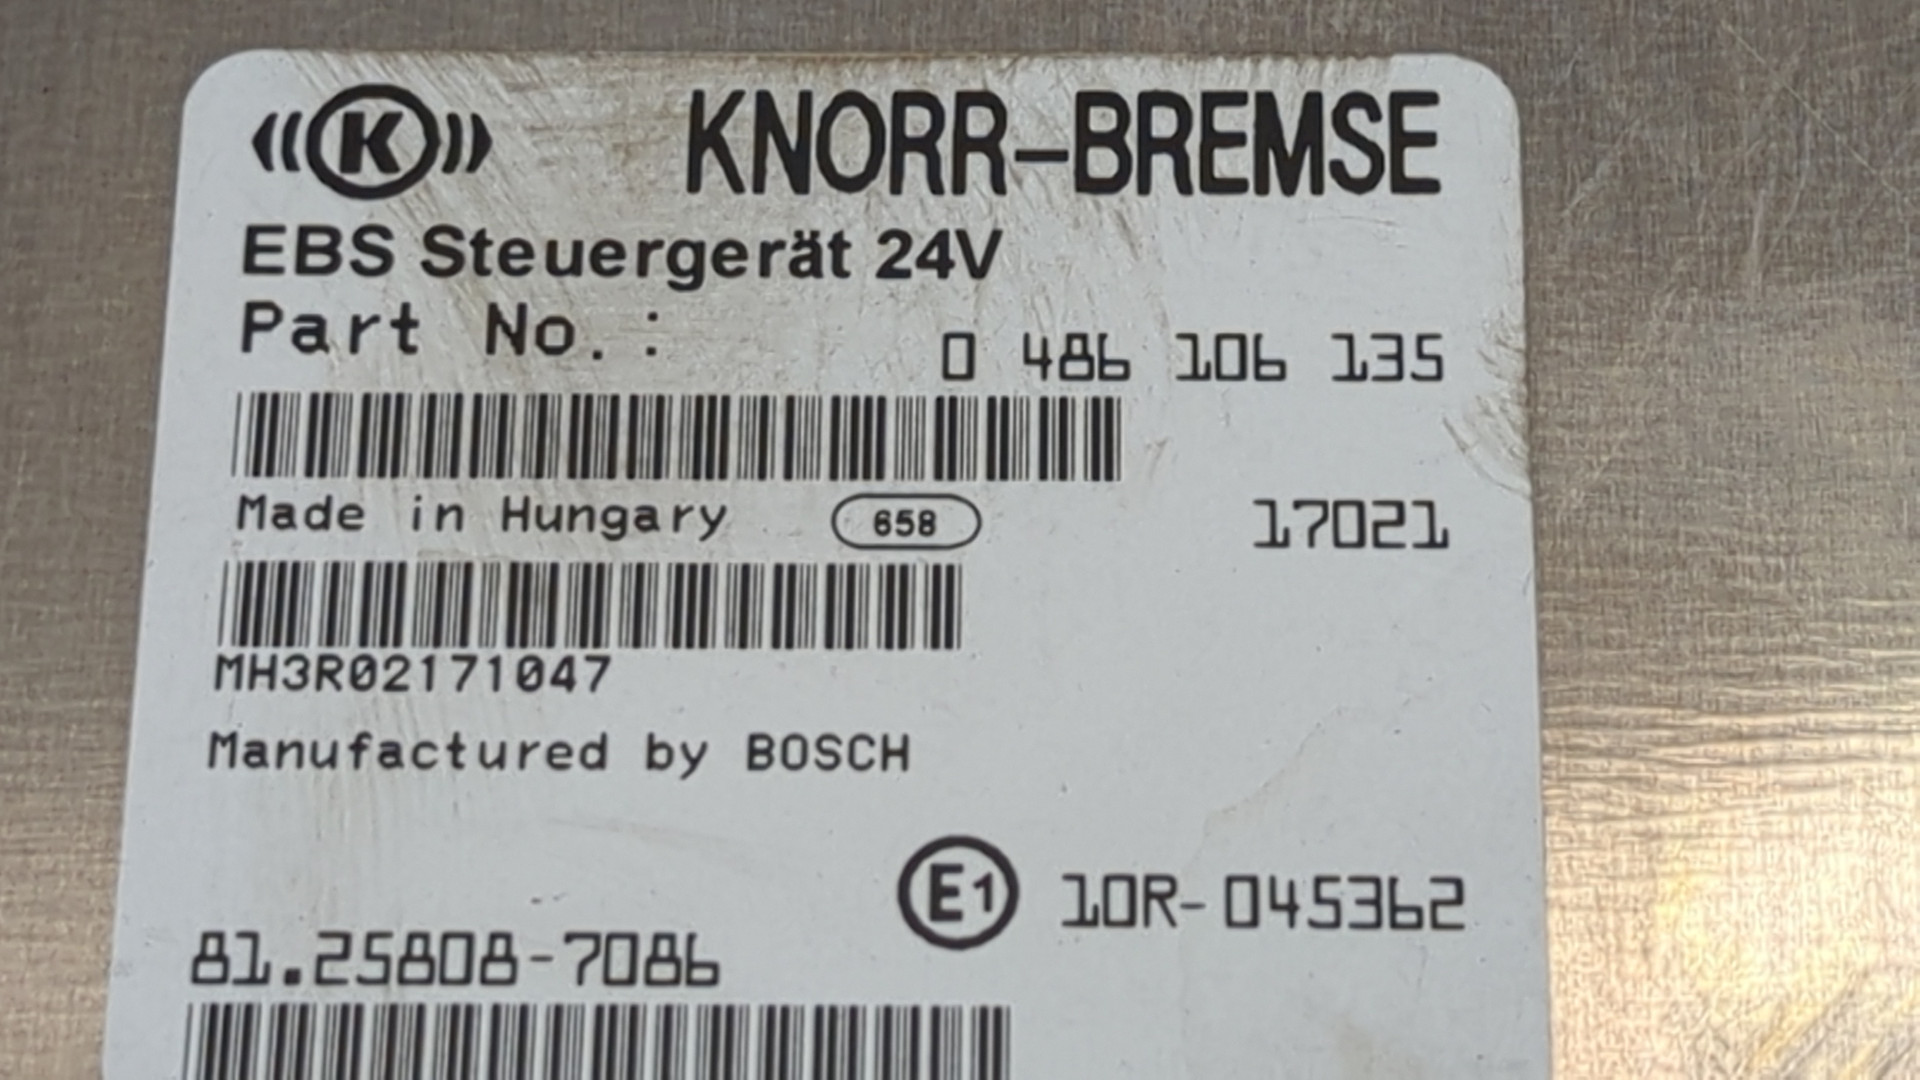 K KNORR-BREMSE
EBS Steuergerät 24V
Part No.: 0 486 106 135
Made in Hungary 658 17021
MH3R02171047
Manufactured by BOSCH
E1 10R-045362
81.25808-7086